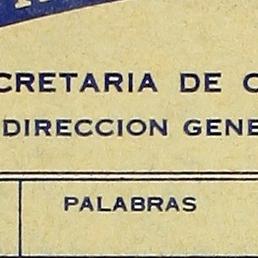 CRETARIA DE C
DIRECCION GENE
PALABRAS